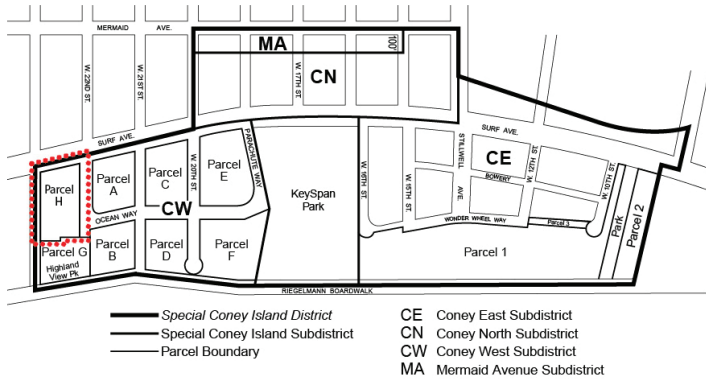 MERMAID AVE.
MA
100'
CN
W. 22ND ST.
W. 21ST ST.
W. 17TH ST.
SURF AVE.
SURF AVE.
Parcel H
Parcel A
Parcel C
W. 20TH ST.
Parcel E
PARACHUTE WAY
KeySpan Park
W. 16TH ST.
W. 15TH ST.
STILLWELL AVE.
CE
BOWERY
W. 12TH ST.
W. 10TH ST.
OCEAN WAY
CW
WONDER WHEEL WAY
Parcel 3
Park
Parcel 2
Parcel G
Highland View Pk
Parcel B
Parcel D
Parcel F
Parcel 1
RIEGELMANN BOARDWALK
Special Coney Island District
Special Coney Island Subdistrict
Parcel Boundary
CE Coney East Subdistrict
CN Coney North Subdistrict
CW Coney West Subdistrict
MA Mermaid Avenue Subdistrict